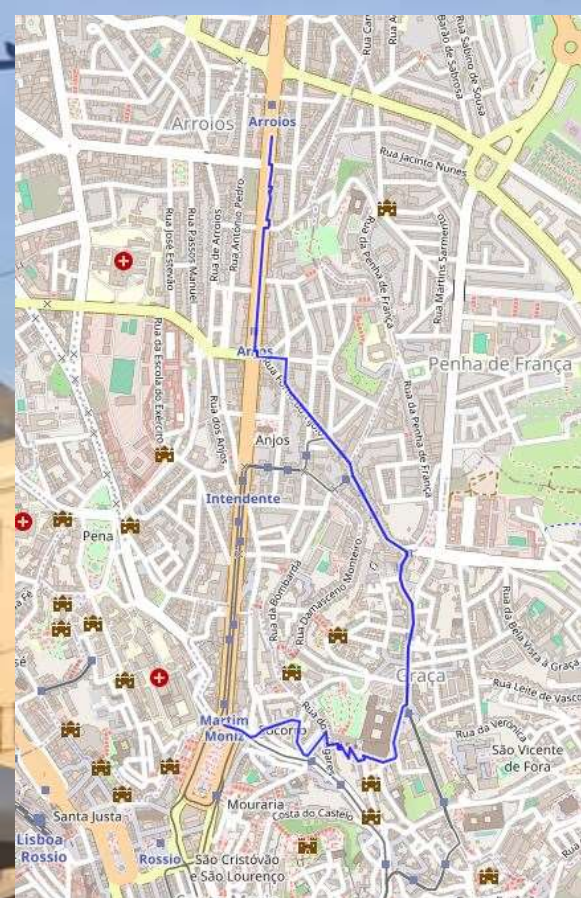 Rua Sabino de Sousa
Barão de Sabrosa
Arroios
Arroios
Rua Jacinto Nunes
Rua António Pedro
Rua de Arroios
Rua Passos Manuel
Rua José Estêvão
Rua da Penha de França
Rua Martins Sarmento
Anjos
Penha de França
Rua da Escola do Exército
Rua dos Anjos
Rua da Penha de França
Anjos
Intendente
Pena
Rua da Bombarda
Rua Damasceno Monteiro
Rua da Bela Vista à Graça
Graça
Rua Leite de Vasco
Martim
Moniz
Socorro
Rua da Verónica
São Vicente
de Fora
Mouraria
Costa do Castelo
Santa Justa
Lisboa
Rossio
Rossio
São Cristóvão
e São Lourenço